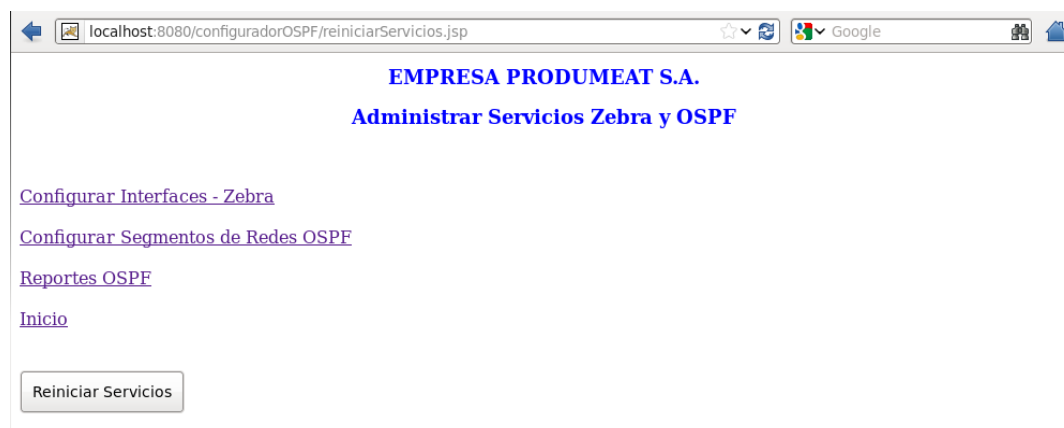 localhost:8080/configuradorOSPF/reiniciarServicios.jsp
Google
EMPRESA PRODUMEAT S.A.
Administrar Servicios Zebra y OSPF
Configurar Interfaces - Zebra
Configurar Segmentos de Redes OSPF
Reportes OSPF
Inicio
Reiniciar Servicios